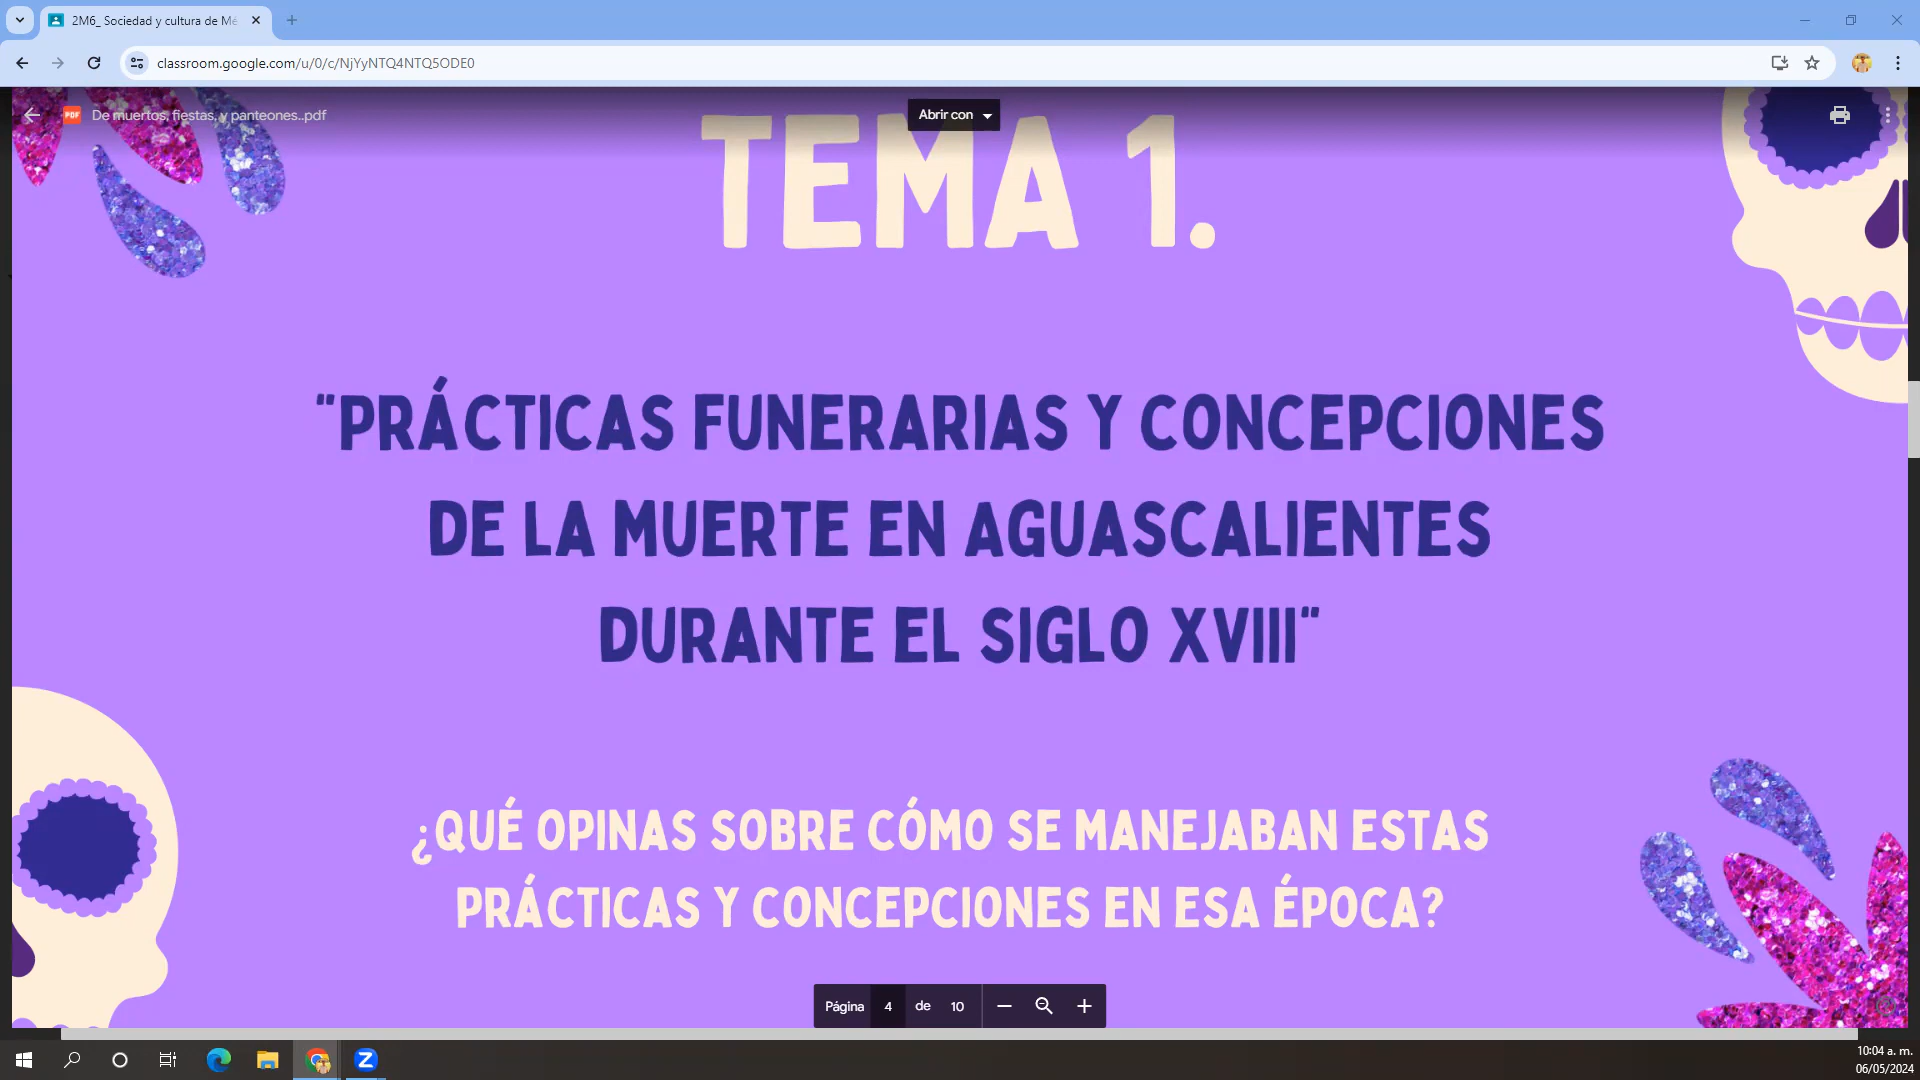 2M6_ Sociedad y cultura de Mé
classroom.google.com/u/0/c/NjYyNTQ4NTQ5ODE0
PDF De muertos, fiestas, y panteones..pdf
Abrir con
TEMA 1.
"PRÁCTICAS FUNERARIAS Y CONCEPCIONES
DE LA MUERTE EN AGUASCALIENTES
DURANTE EL SIGLO XVIII"
¿QUÉ OPINAS SOBRE CÓMO SE MANEJABAN ESTAS
PRÁCTICAS Y CONCEPCIONES EN ESA ÉPOCA?
Página 4 de 10
10:04 a. m.
06/05/2024